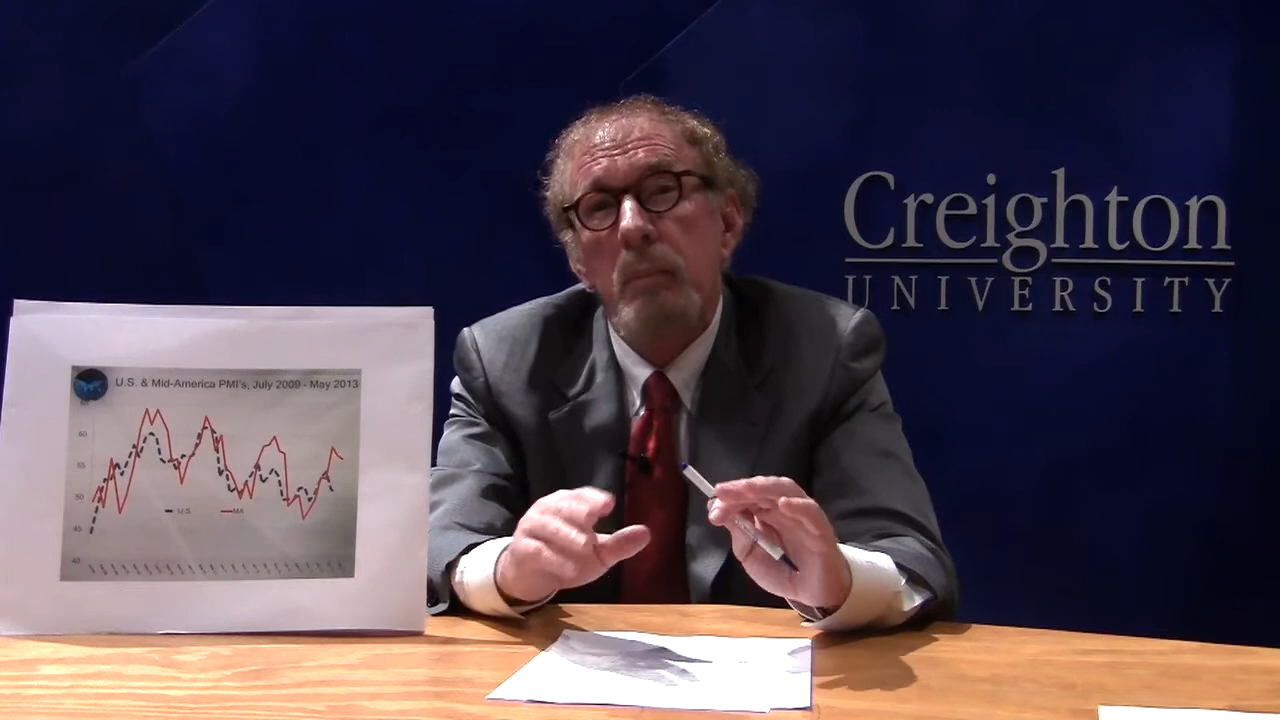 Creighton
UNIVERSITY
U.S. & Mid-America PMI's, July 2009 - May 2013
60
55
50
45
40
U.S.
MA